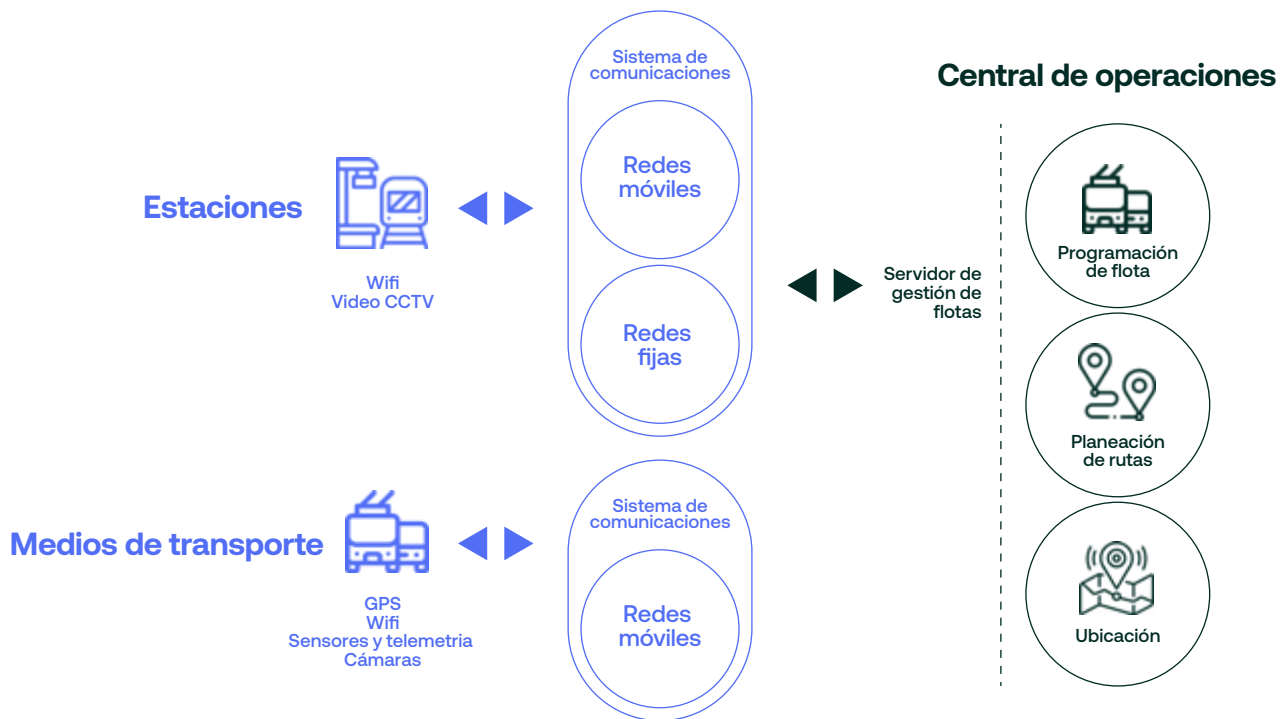 Estaciones
Wifi
Video CCTV
Sistema de
comunicaciones
Redes
móviles
Redes
fijas
Medios de transporte
GPS
Wifi
Sensores y telemetria
Cámaras
Sistema de
comunicaciones
Redes
móviles
Servidor de
gestión de
flotas
Central de operaciones
Programación
de flota
Planeación
de rutas
Ubicación